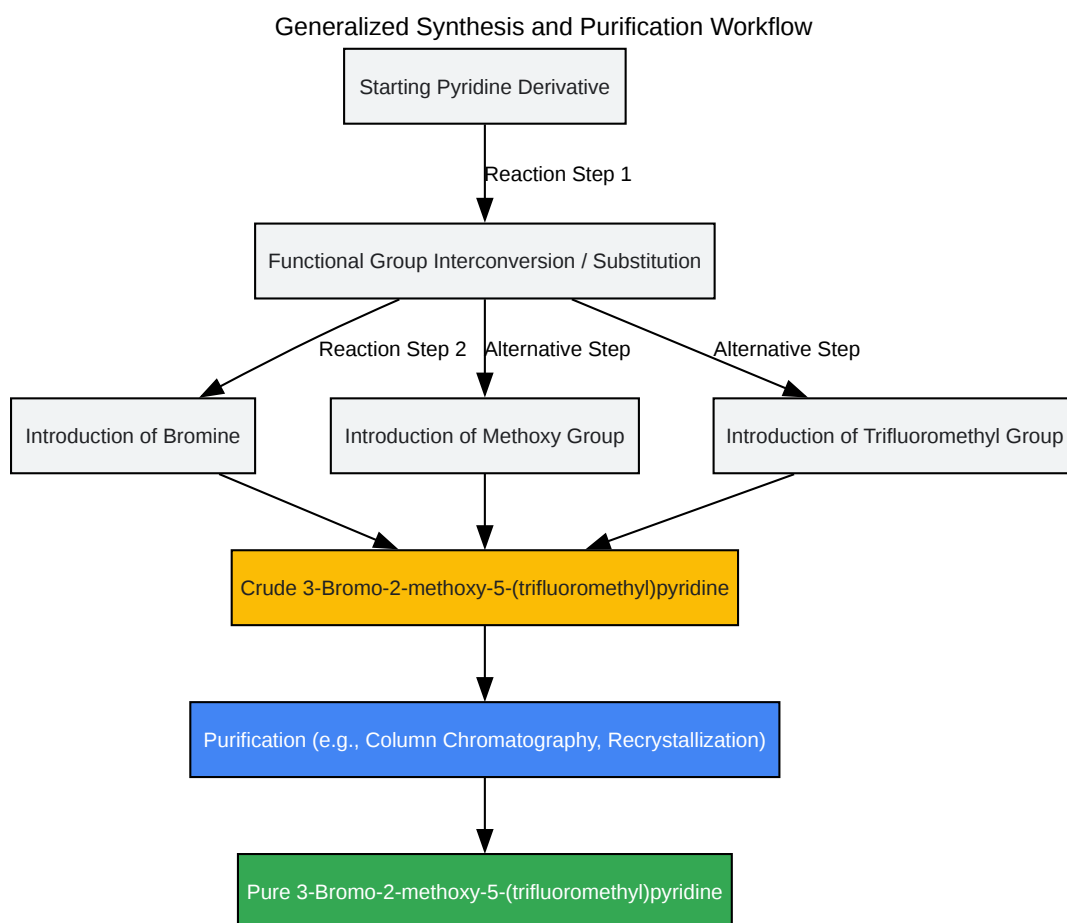 Generalized Synthesis and Purification Workflow
Starting Pyridine Derivative
Reaction Step 1
Functional Group Interconversion / Substitution
Reaction Step 2
Alternative Step
Alternative Step
Introduction of Bromine
Introduction of Methoxy Group
Introduction of Trifluoromethyl Group
Crude 3-Bromo-2-methoxy-5-(trifluoromethyl)pyridine
Purification (e.g., Column Chromatography, Recrystallization)
Pure 3-Bromo-2-methoxy-5-(trifluoromethyl)pyridine